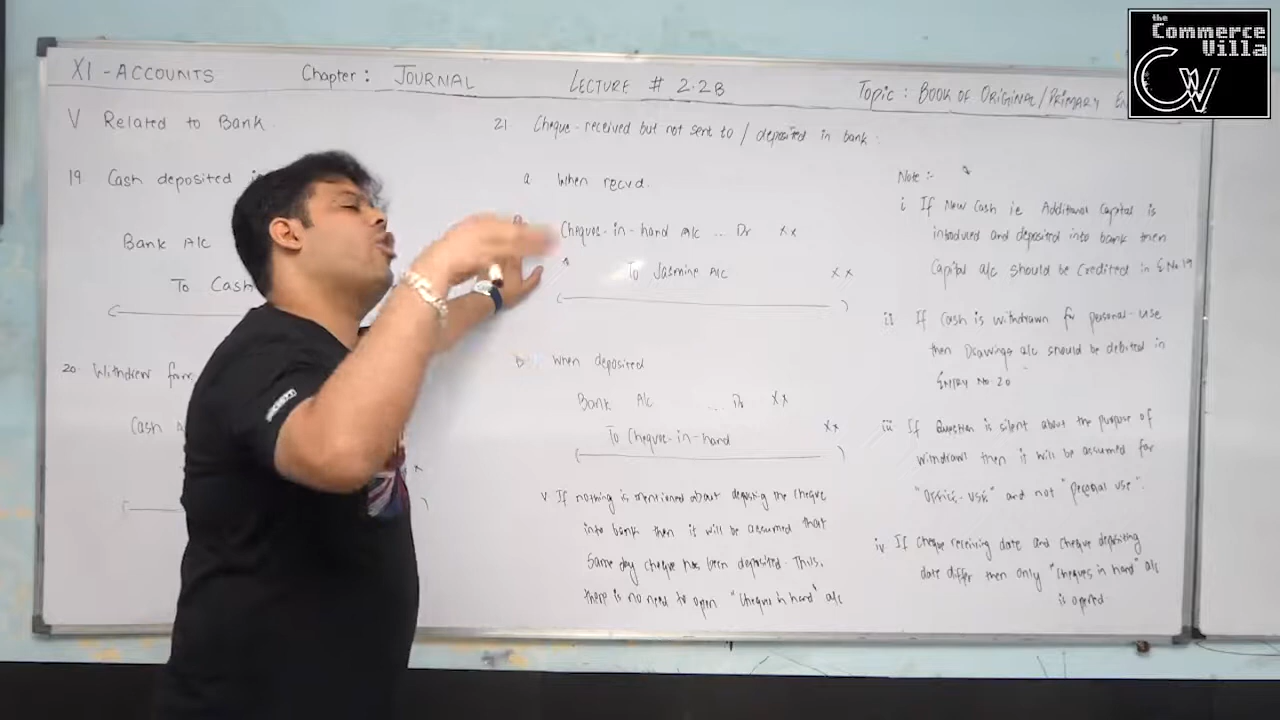 the
Commerce
Villa
CW
XI - ACCOUNTS Chapter : JOURNAL LECTURE # 2.2B Topic : BOOK OF ORIGINAL/PRIMARY
V Related to Bank
19. Cash deposited
Bank A/c
To Cash
20. Withdrew from
Cash
21. Cheque-received but not sent to / deposited in bank.
a When recvd.
Cheques-in-hand A/c ... Dr xx
To Jasmine A/c xx
b When deposited
Bank A/c ... Dr xx
To Cheque-in-hand xx
v If nothing is mentioned about depositing the cheque
into bank then it will be assumed that
same day cheque has been deposited. Thus,
there is no need to open "Cheques in hand" a/c
Note :-
i If New Cash ie Additional Capital is
intoduced and deposited into bank then
Capital a/c should be Credited in E No 19
ii If Cash is withdrawn for personal-use
then Drawings a/c should be debited in
Entry No. 20
iii If Question is silent about the purpose of
withdrawl then it will be assumed for
"Office-use" and not "personal use".
iv If Cheque receiving date and cheque depositing
date differ then only "Cheques in hand" a/c
is opened